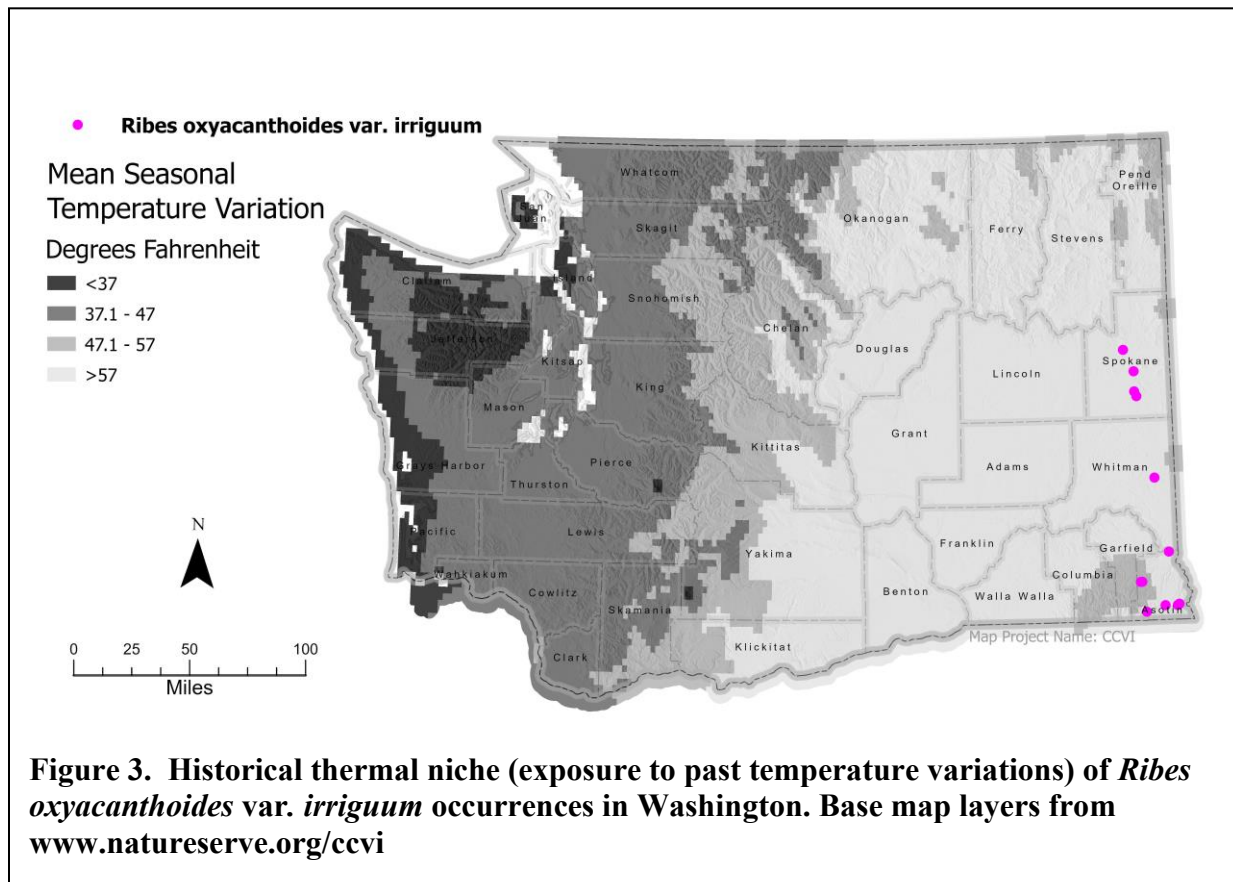 Ribes oxyacanthoides var. irriguum
Mean Seasonal
Temperature Variation
Degrees Fahrenheit
<37
37.1 - 47
47.1 - 57
>57
Whatcom
Pend
Oreille
San
Juan
Okanogan
Ferry
Stevens
Skagit
Clallam
Island
Snohomish
Chelan
Jefferson
Douglas
Spokane
Kitsap
Lincoln
King
Mason
Grant
Kittitas
Grays Harbor
Pierce
Adams
Whitman
Thurston
N
Pacific
Lewis
Yakima
Franklin
Garfield
Wahkiakum
Columbia
Cowlitz
Skamania
Benton
Walla Walla
Asotin
Map Project Name: CCVI
Klickitat
Clark
0 25 50 100
Miles
Figure 3. Historical thermal niche (exposure to past temperature variations) of Ribes
oxyacanthoides var. irriguum occurrences in Washington. Base map layers from
www.natureserve.org/ccvi